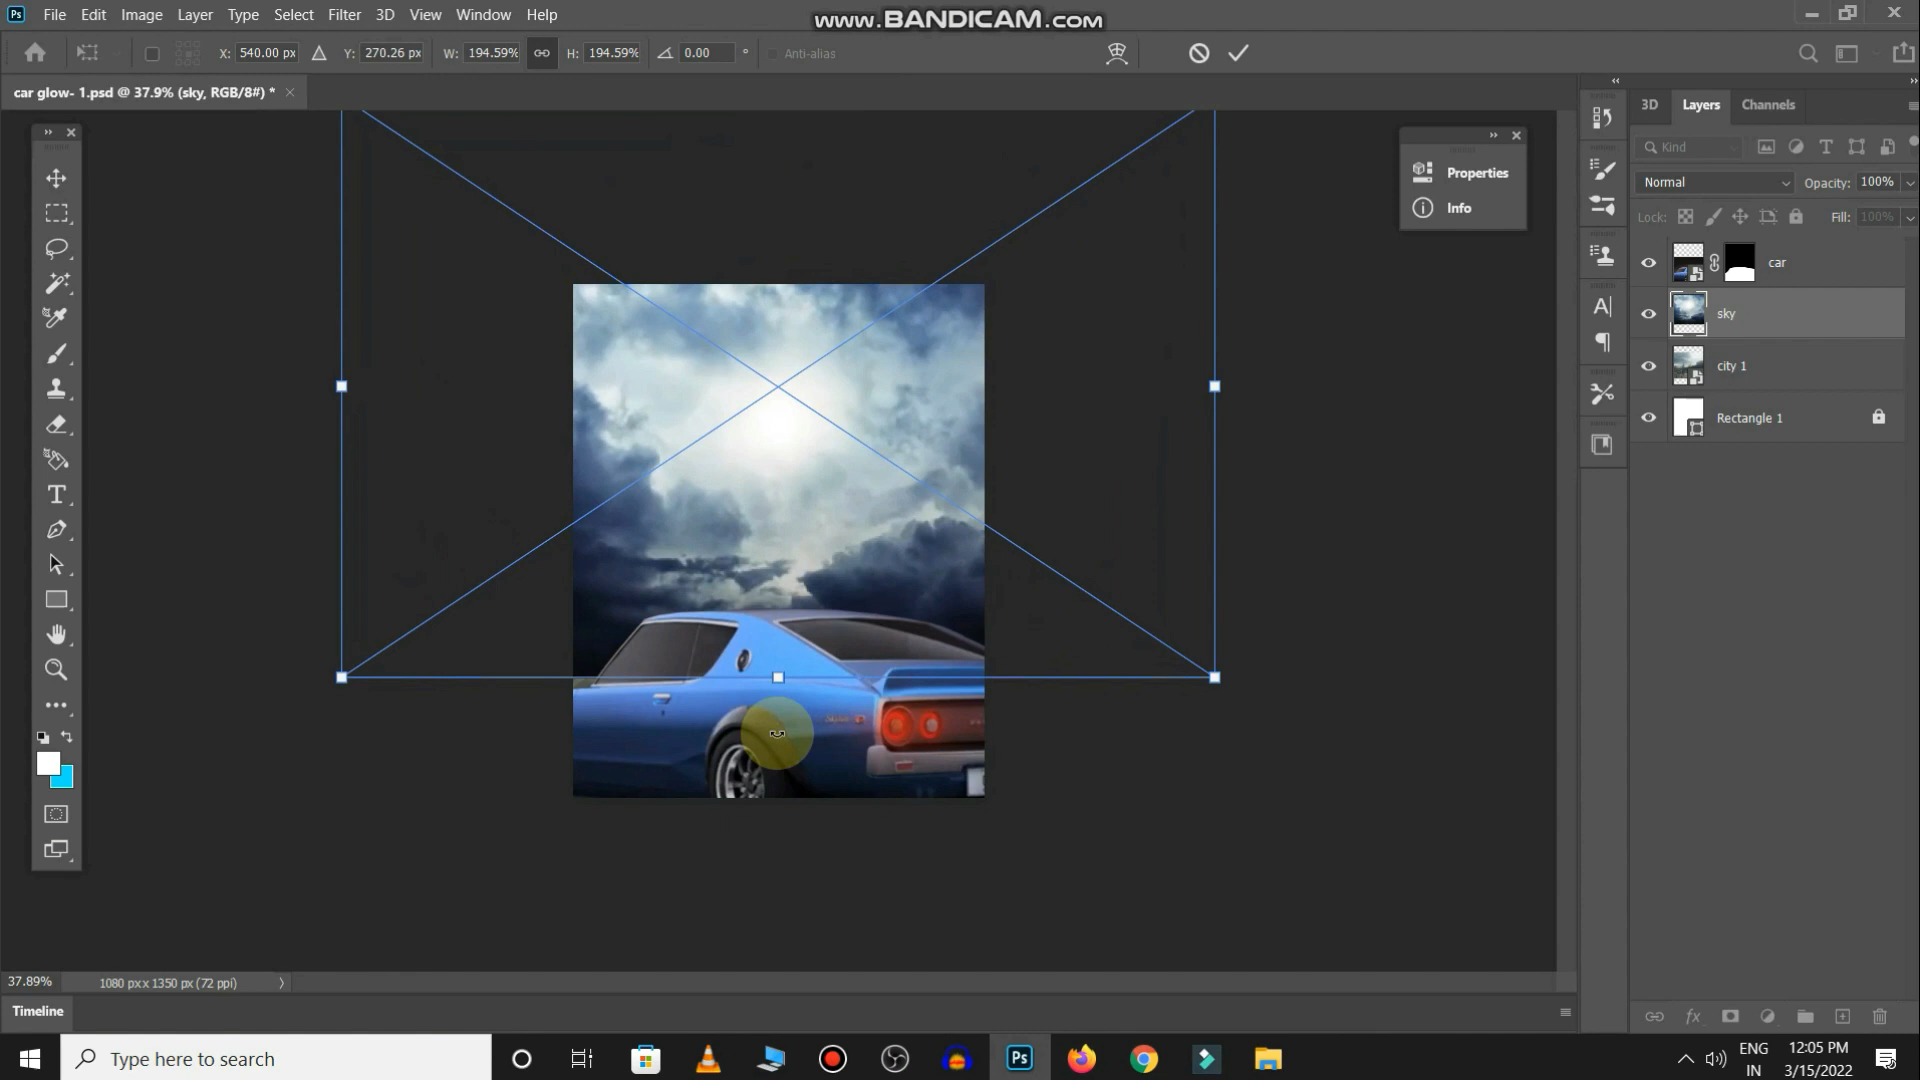 Ps File Edit Image Layer Type Select Filter 3D View Window Help
www.BANDICAM.com
X: 540.00 px Y: 270.26 px W: 194.59% H: 194.59% 0.00 ° Anti-alias
car glow- 1.psd @ 37.9% (sky, RGB/8#) *
3D Layers Channels
Kind
Properties
Info
Normal Opacity: 100%
Lock: Fill: 100%
car
sky
city 1
Rectangle 1
37.89% 1080 px x 1350 px (72 ppi)
Timeline
Type here to search
Ps
ENG
IN
12:05 PM
3/15/2022